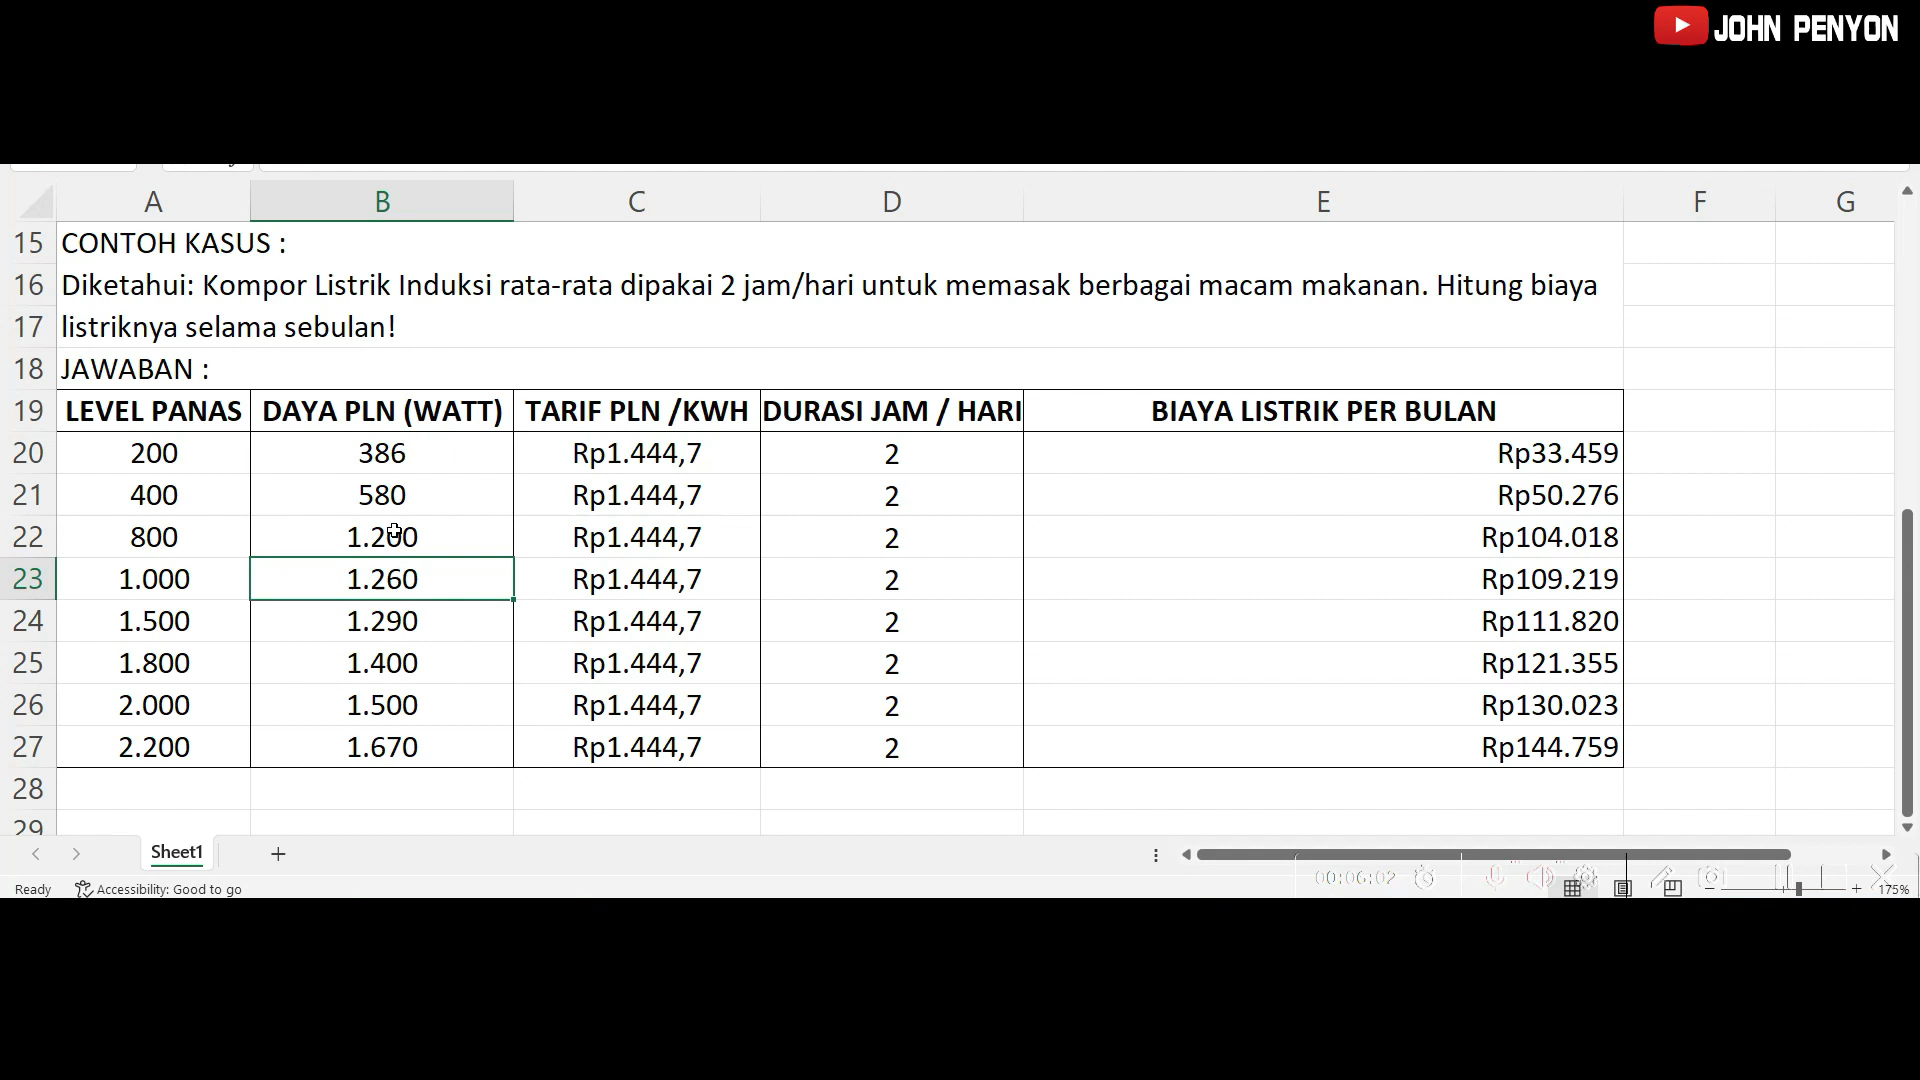 JOHN PENYON
A B C D E F G
15 CONTOH KASUS :
16 Diketahui: Kompor Listrik Induksi rata-rata dipakai 2 jam/hari untuk memasak berbagai macam makanan. Hitung biaya
17 listriknya selama sebulan!
18 JAWABAN :
19 LEVEL PANAS DAYA PLN (WATT) TARIF PLN /KWH DURASI JAM / HARI BIAYA LISTRIK PER BULAN
20 200 386 Rp1.444,7 2 Rp33.459
21 400 580 Rp1.444,7 2 Rp50.276
22 800 1.200 Rp1.444,7 2 Rp104.018
23 1.000 1.260 Rp1.444,7 2 Rp109.219
24 1.500 1.290 Rp1.444,7 2 Rp111.820
25 1.800 1.400 Rp1.444,7 2 Rp121.355
26 2.000 1.500 Rp1.444,7 2 Rp130.023
27 2.200 1.670 Rp1.444,7 2 Rp144.759
28
29
Sheet1
00:06:02
Ready Accessibility: Good to go 175%